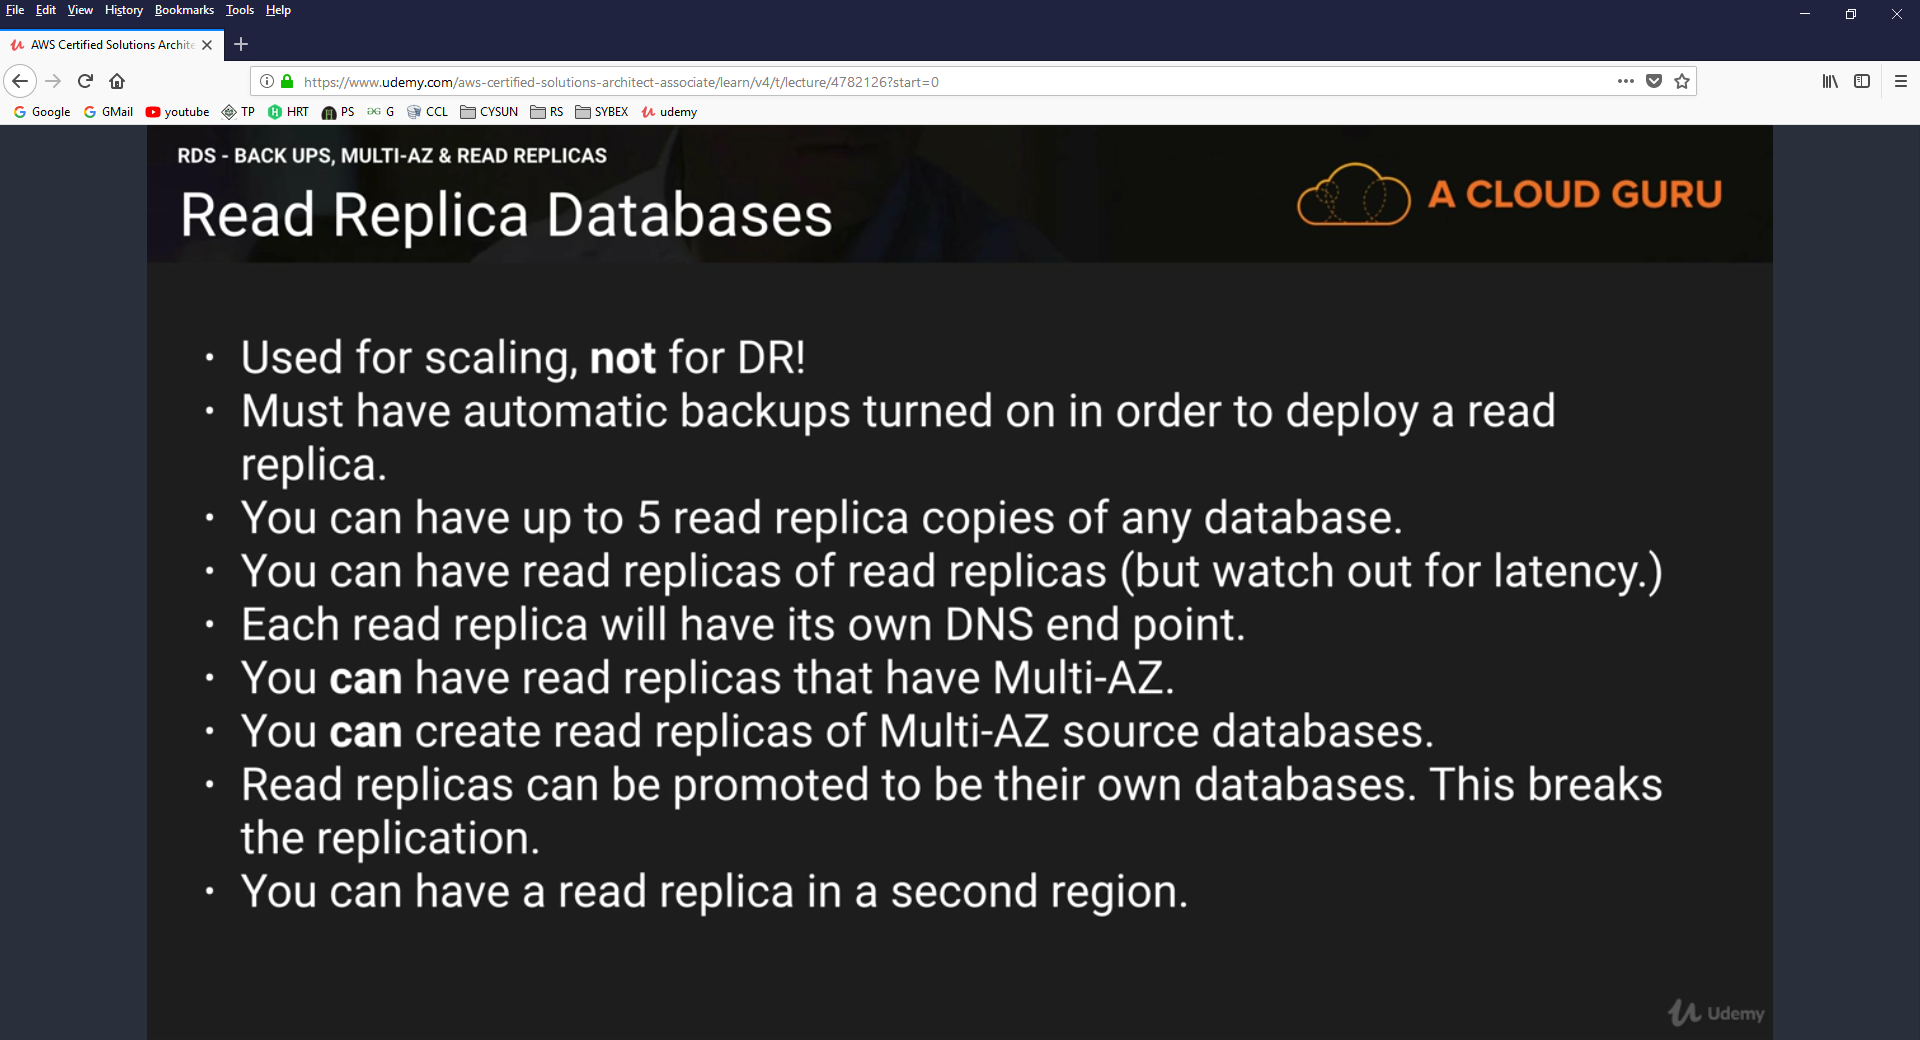 File Edit View History Bookmarks Tools Help
AWS Certified Solutions Archite
https://www.udemy.com/aws-certified-solutions-architect-associate/learn/v4/t/lecture/4782126?start=0
Google GMail youtube TP HRT PS G CCL CYSUN RS SYBEX udemy
RDS - BACK UPS, MULTI-AZ & READ REPLICAS
Read Replica Databases
A CLOUD GURU
• Used for scaling, not for DR!
• Must have automatic backups turned on in order to deploy a read
replica.
• You can have up to 5 read replica copies of any database.
• You can have read replicas of read replicas (but watch out for latency.)
• Each read replica will have its own DNS end point.
• You can have read replicas that have Multi-AZ.
• You can create read replicas of Multi-AZ source databases.
• Read replicas can be promoted to be their own databases. This breaks
the replication.
• You can have a read replica in a second region.
Udemy